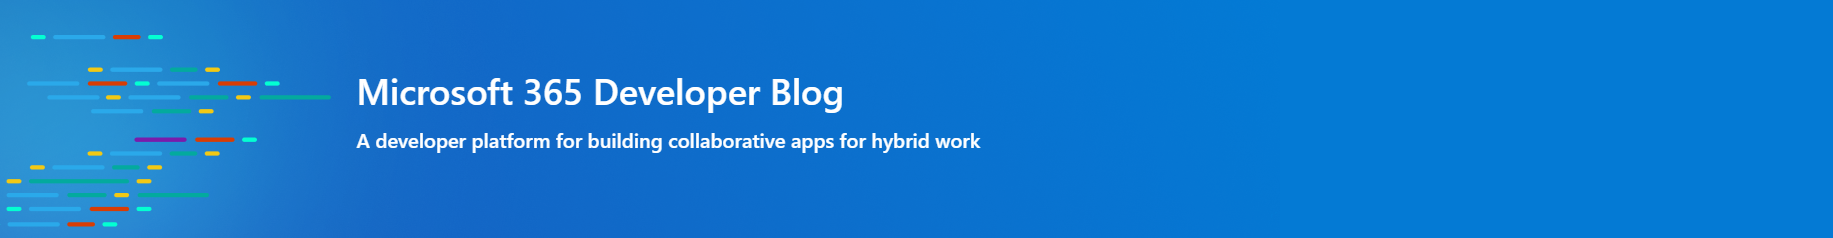 Microsoft 365 Developer Blog
A developer platform for building collaborative apps for hybrid work